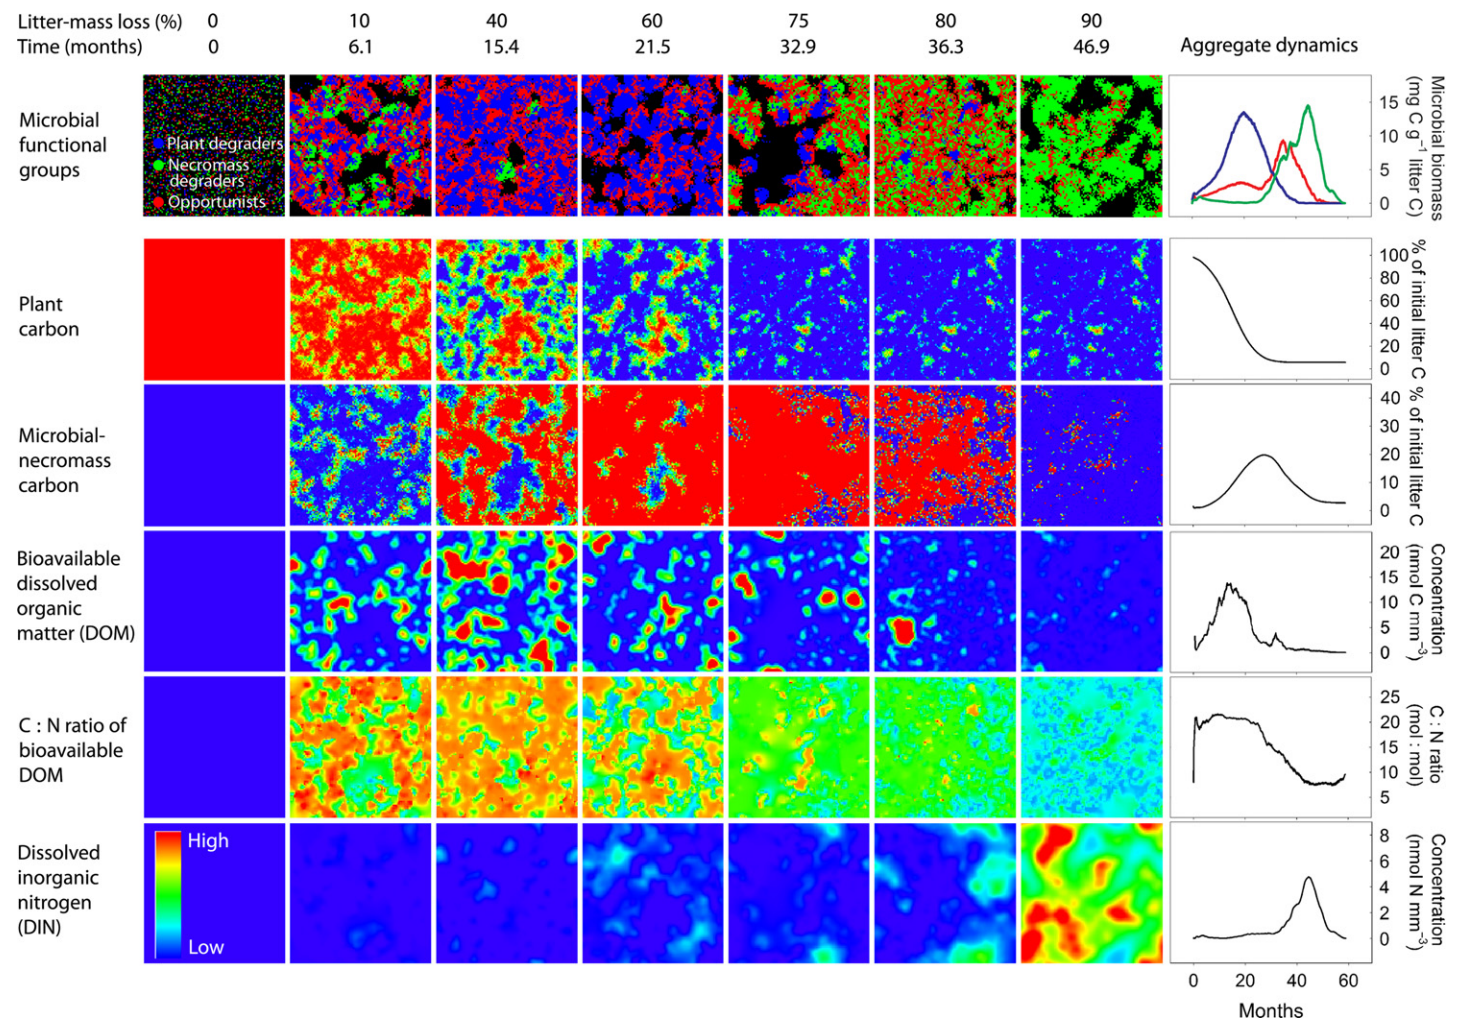 Litter-mass loss (%) 0 10 40 60 75 80 90
Time (months) 0 6.1 15.4 21.5 32.9 36.3 46.9 Aggregate dynamics
Microbial
functional
groups
Plant degraders
Necromass
degraders
Opportunists
15
10
5
0
Microbial biomass
(mg C g⁻¹ litter C)
Plant
carbon
100
80
60
40
20
0
% of initial litter C
Microbial-
necromass
carbon
40
30
20
10
0
% of initial litter C
Bioavailable
dissolved
organic
matter (DOM)
20
15
10
5
0
Concentration
(nmol C mm⁻³)
C : N ratio of
bioavailable
DOM
25
20
15
10
5
C : N ratio
(mol : mol)
Dissolved
inorganic
nitrogen
(DIN)
High
Low
8
6
4
2
0
Concentration
(nmol N mm⁻³)
0 20 40 60
Months